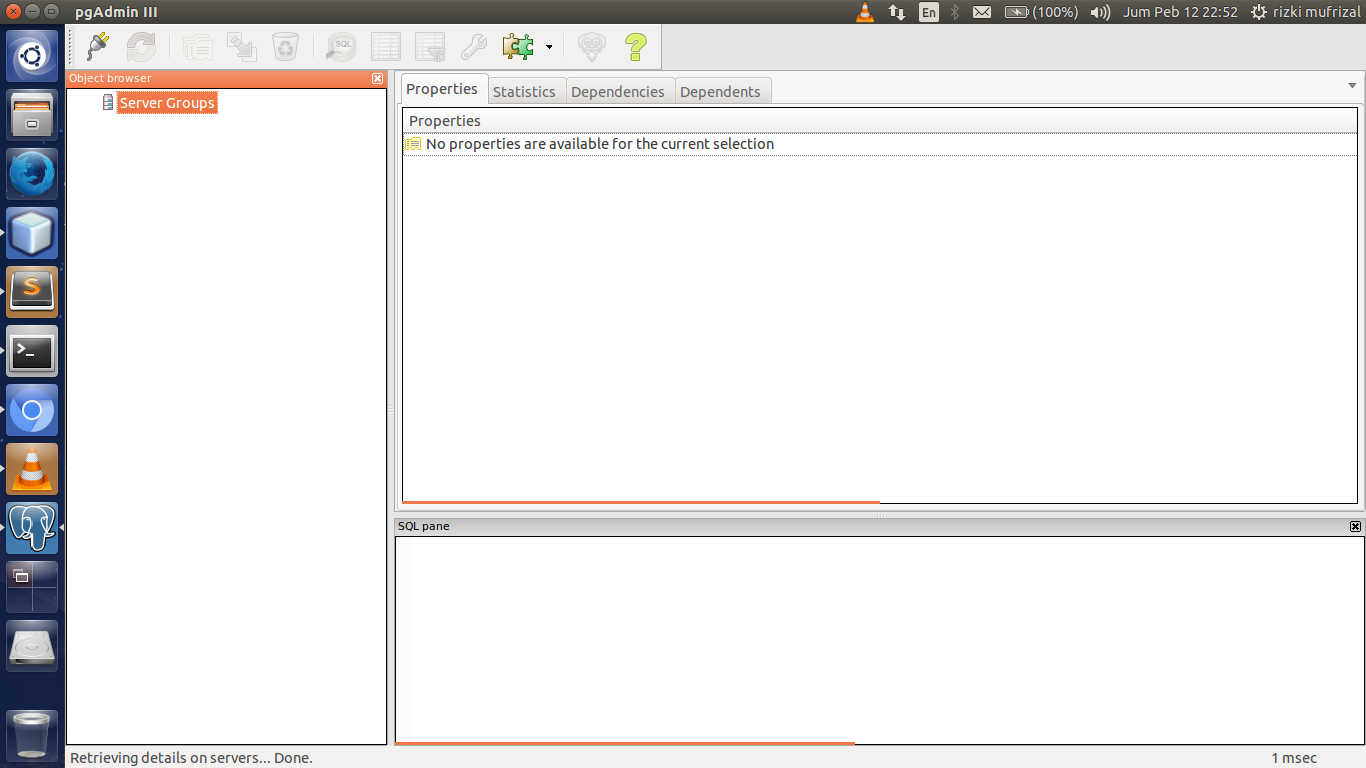 pgAdmin III
En
(100%)
Jum Peb 12 22:52
rizki mufrizal
SQL
Object browser
Server Groups
Properties
Statistics
Dependencies
Dependents
Properties
No properties are available for the current selection
SQL pane
Retrieving details on servers... Done.
1 msec